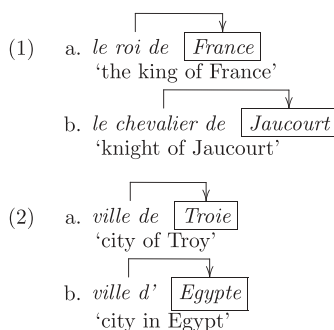 (1) a. le roi de France
‘the king of France’
b. le chevalier de Jaucourt
‘knight of Jaucourt’
(2) a. ville de Troie
‘city of Troy’
b. ville d’ Egypte
‘city in Egypt’